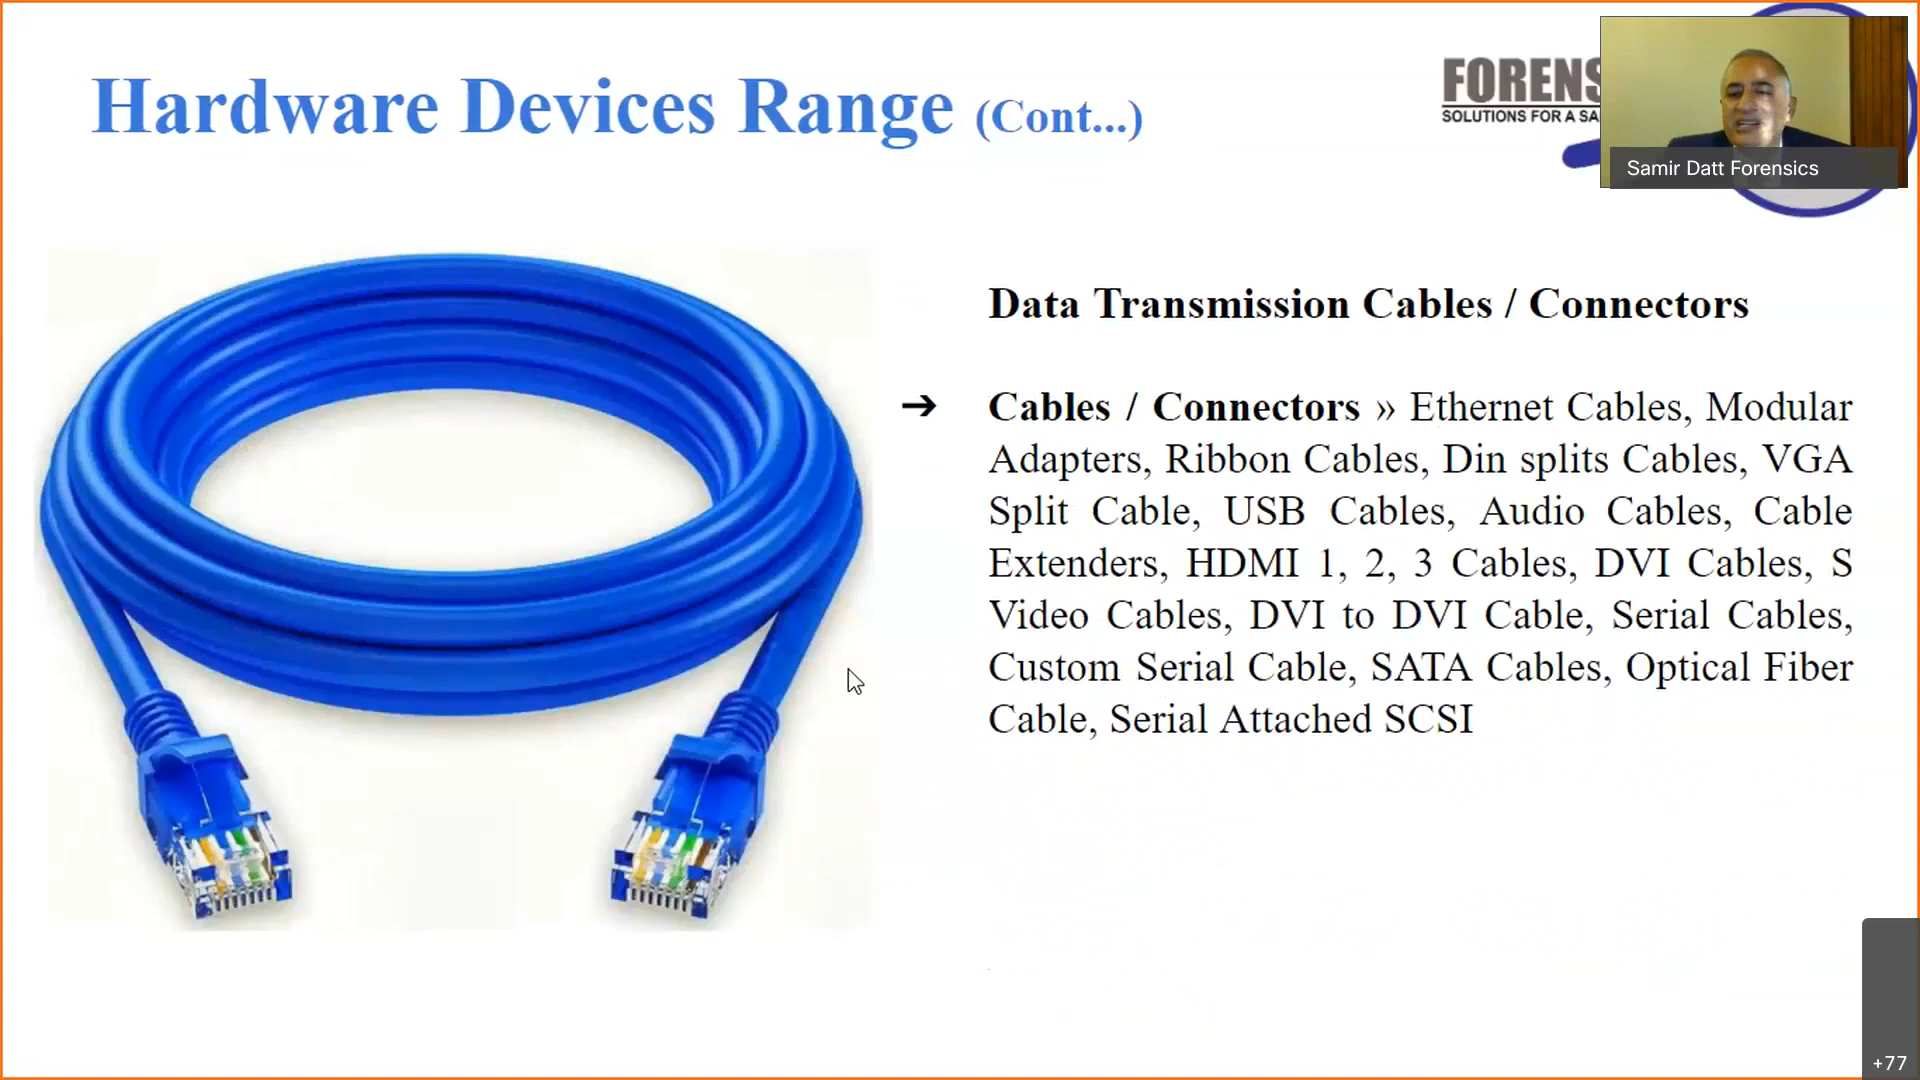 Hardware Devices Range (Cont...)
FORENS
SOLUTIONS FOR A SA
Samir Datt Forensics
Data Transmission Cables / Connectors
➔ Cables / Connectors » Ethernet Cables, Modular
Adapters, Ribbon Cables, Din splits Cables, VGA
Split Cable, USB Cables, Audio Cables, Cable
Extenders, HDMI 1, 2, 3 Cables, DVI Cables, S
Video Cables, DVI to DVI Cable, Serial Cables,
Custom Serial Cable, SATA Cables, Optical Fiber
Cable, Serial Attached SCSI
+77